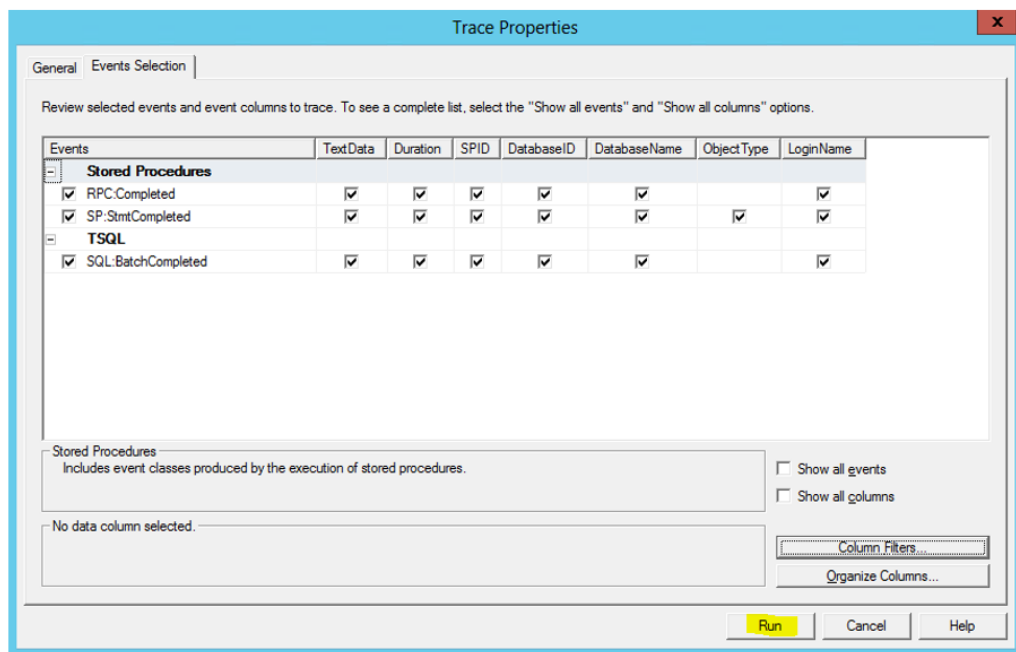 Trace Properties
x
General Events Selection
Review selected events and event columns to trace. To see a complete list, select the "Show all events" and "Show all columns" options.
Events TextData Duration SPID DatabaseID DatabaseName ObjectType LoginName
Stored Procedures
RPC:Completed
SP:StmtCompleted
TSQL
SQL:BatchCompleted
Stored Procedures
Includes event classes produced by the execution of stored procedures.
Show all events
Show all columns
No data column selected.
Column Filters...
Organize Columns...
Run Cancel Help